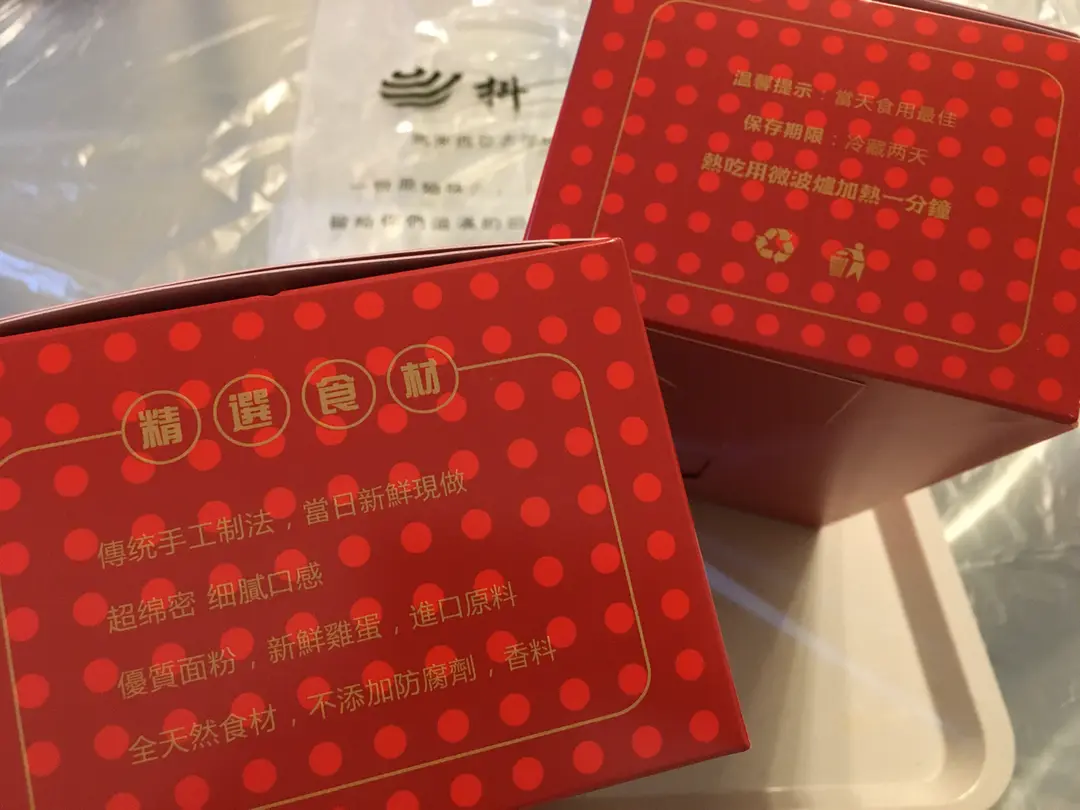 抖
溫馨提示：當天食用最佳
保存期限：冷藏两天
熱吃用微波爐加熱一分鐘
精選食材
傳统手工制法，當日新鮮現做
超绵密 细膩口感
優質面粉，新鮮雞蛋，進口原料
全天然食材，不添加防腐劑，香料